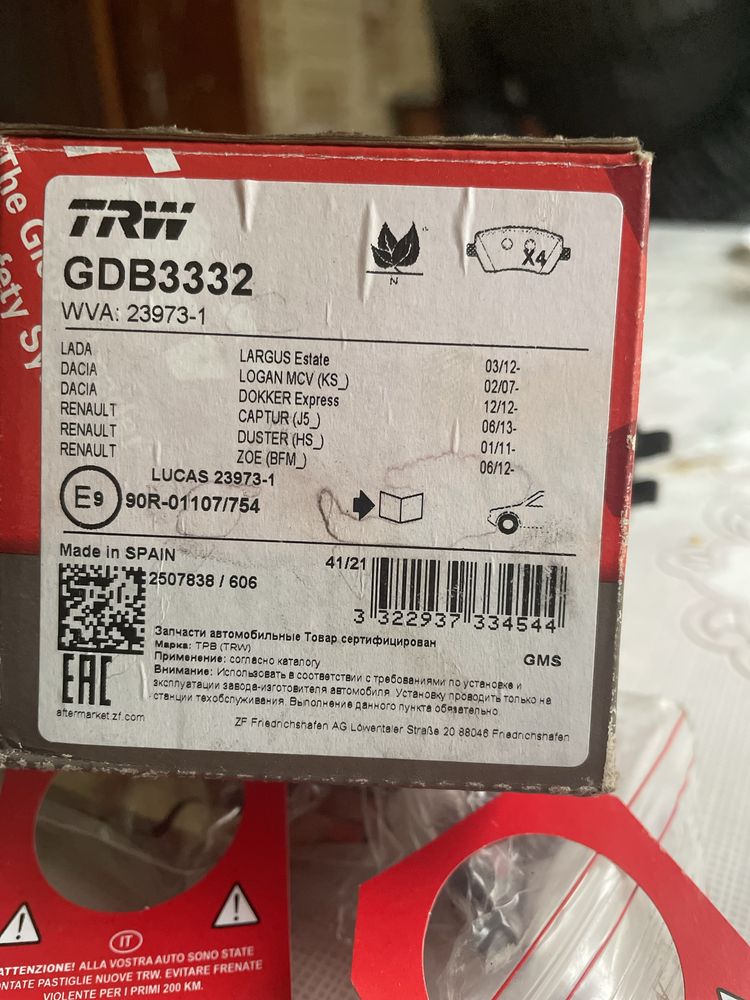 The
fety Sy
TRW
GDB3332
WVA: 23973-1
X4
N
LADA LARGUS Estate 03/12-
DACIA LOGAN MCV (KS_) 02/07-
DACIA DOKKER Express 12/12-
RENAULT CAPTUR (J5_) 06/13-
RENAULT DUSTER (HS_) 01/11-
RENAULT ZOE (BFM_) 06/12-
LUCAS 23973-1
E9 90R-01107/754
Made in SPAIN
41/21
2507838 / 606
3 322937 334544
Запчасти автомобильные Товар сертифицирован
Марка: ТРВ (TRW)
Применение: согласно каталогу
GMS
Внимание: Использовать в соответствии с требованиями по установке и
эксплуатации завода-изготовителя автомобиля. Установку проводить только на
станции техобслуживания. Выполнение данного пункта обязательно.
EAC
aftermarket.zf.com
ZF Friedrichshafen AG Löwentaler Straße 20 88046 Friedrichshafen
IT
ATTENZIONE! ALLA VOSTRA AUTO SONO STATE
ONTATE PASTIGLIE NUOVE TRW. EVITARE FRENATE
VIOLENTE PER I PRIMI 200 KM.